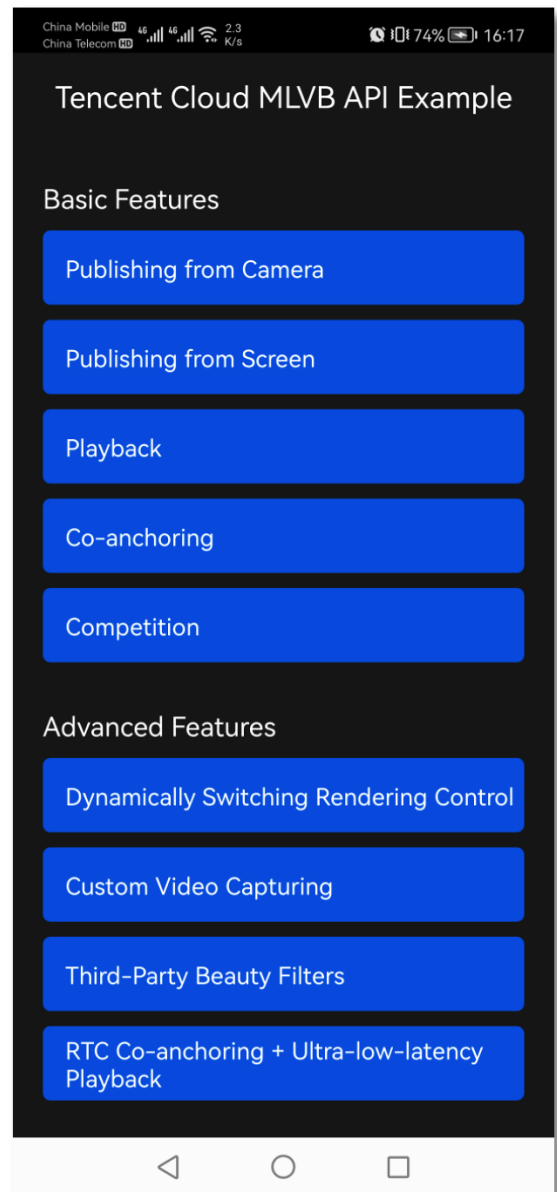 China Mobile HD 46 46 2.3 74% 16:17
China Telecom HD K/s
Tencent Cloud MLVB API Example
Basic Features
Publishing from Camera
Publishing from Screen
Playback
Co-anchoring
Competition
Advanced Features
Dynamically Switching Rendering Control
Custom Video Capturing
Third-Party Beauty Filters
RTC Co-anchoring + Ultra-low-latency
Playback